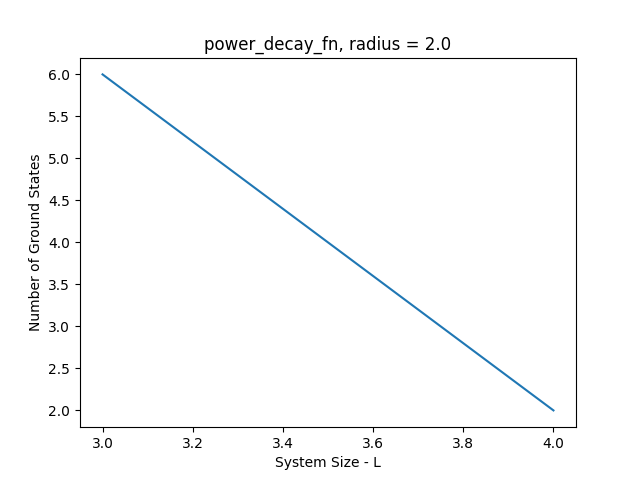 power_decay_fn, radius = 2.0
Number of Ground States
6.0
5.5
5.0
4.5
4.0
3.5
3.0
2.5
2.0
3.0 3.2 3.4 3.6 3.8 4.0
System Size - L